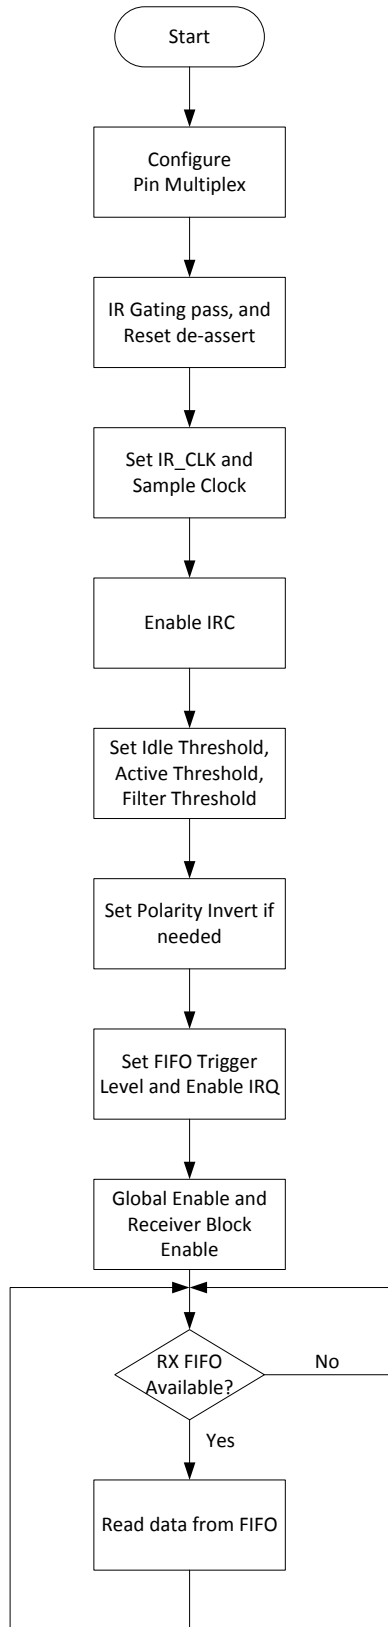 Start
Configure
Pin Multiplex
IR Gating pass, and
Reset de-assert
Set IR_CLK and
Sample Clock
Enable IRC
Set Idle Threshold,
Active Threshold,
Filter Threshold
Set Polarity Invert if
needed
Set FIFO Trigger
Level and Enable IRQ
Global Enable and
Receiver Block
Enable
RX FIFO
Available?
No
Yes
Read data from FIFO